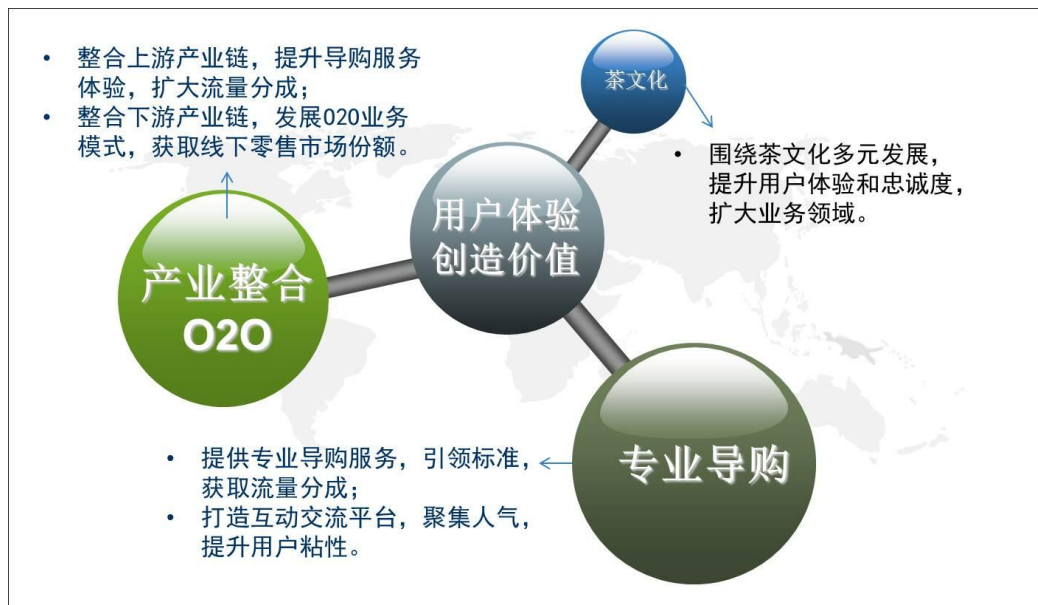 • 整合上游产业链，提升导购服务
体验，扩大流量分成；
• 整合下游产业链，发展O2O业务
模式，获取线下零售市场份额。
茶文化
• 围绕茶文化多元发展，
提升用户体验和忠诚度，
扩大业务领域。
用户体验
创造价值
产业整合
O2O
专业导购
• 提供专业导购服务，引领标准，
获取流量分成；
• 打造互动交流平台，聚集人气，
提升用户粘性。